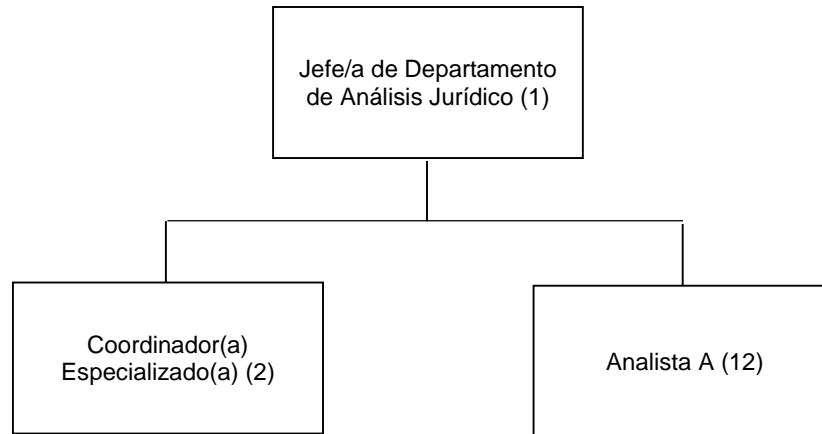 Jefe/a de Departamento
de Análisis Jurídico (1)
Coordinador(a)
Especializado(a) (2)
Analista A (12)